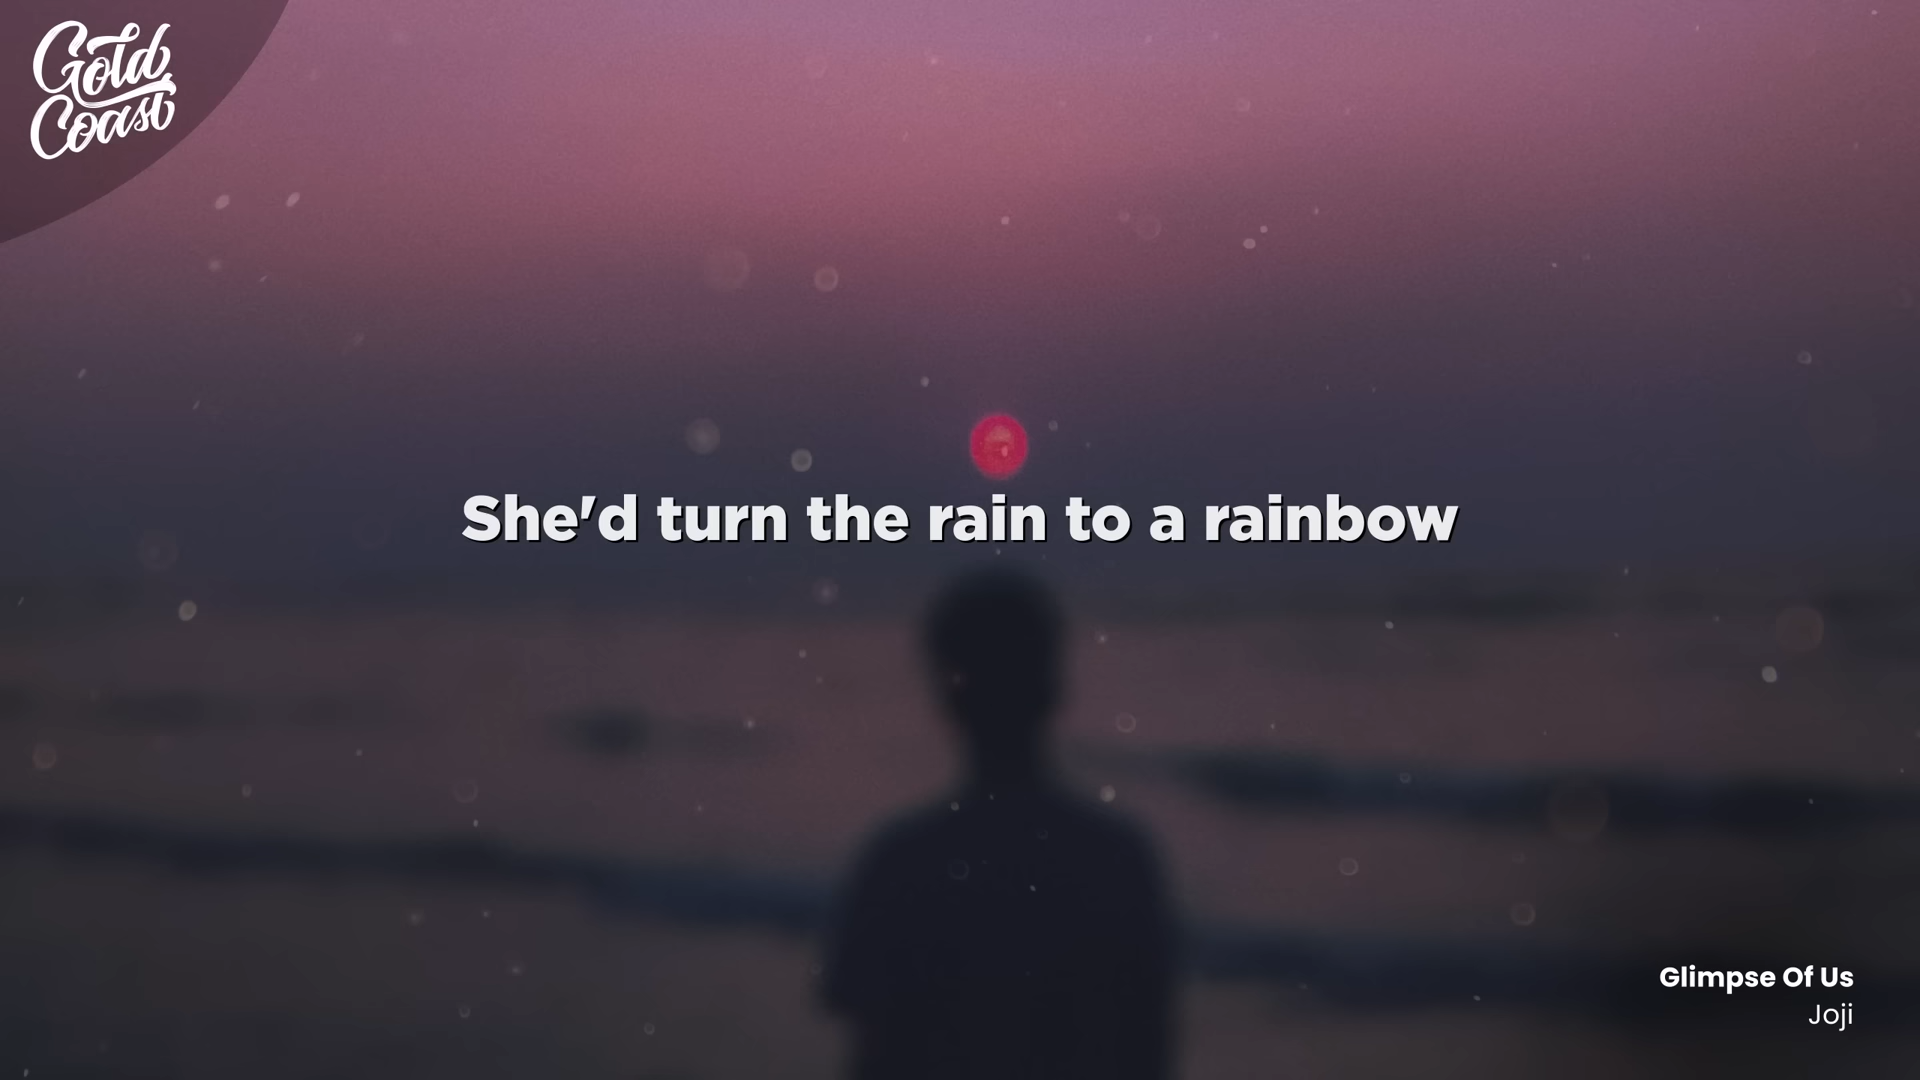 Gold
Coast
She'd turn the rain to a rainbow
Glimpse Of Us
Joji